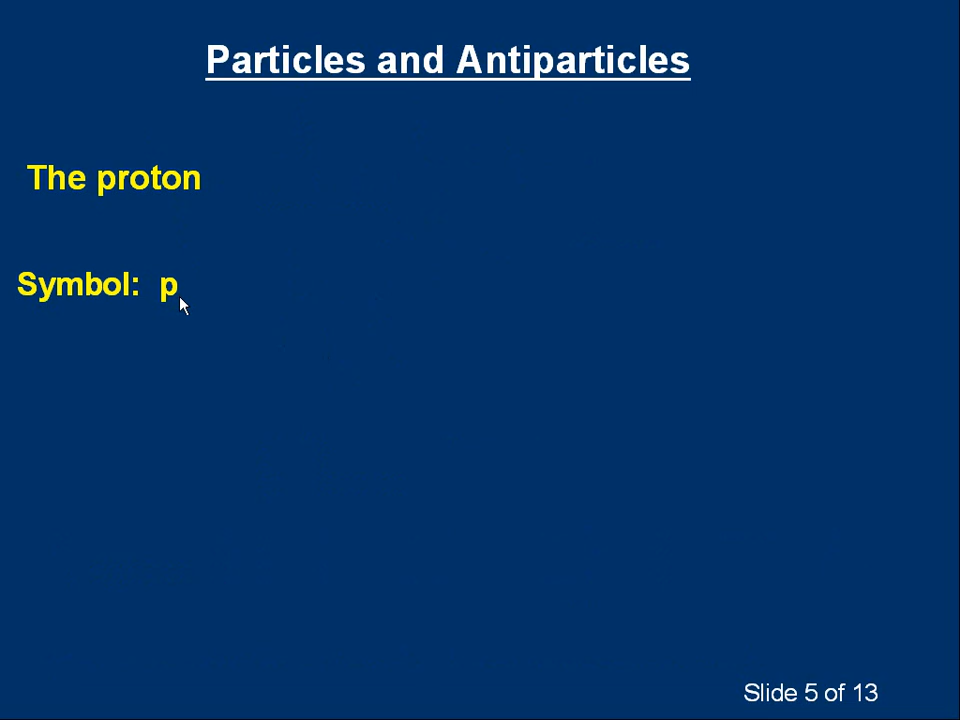 Particles and Antiparticles
The proton
Symbol: p
Slide 5 of 13